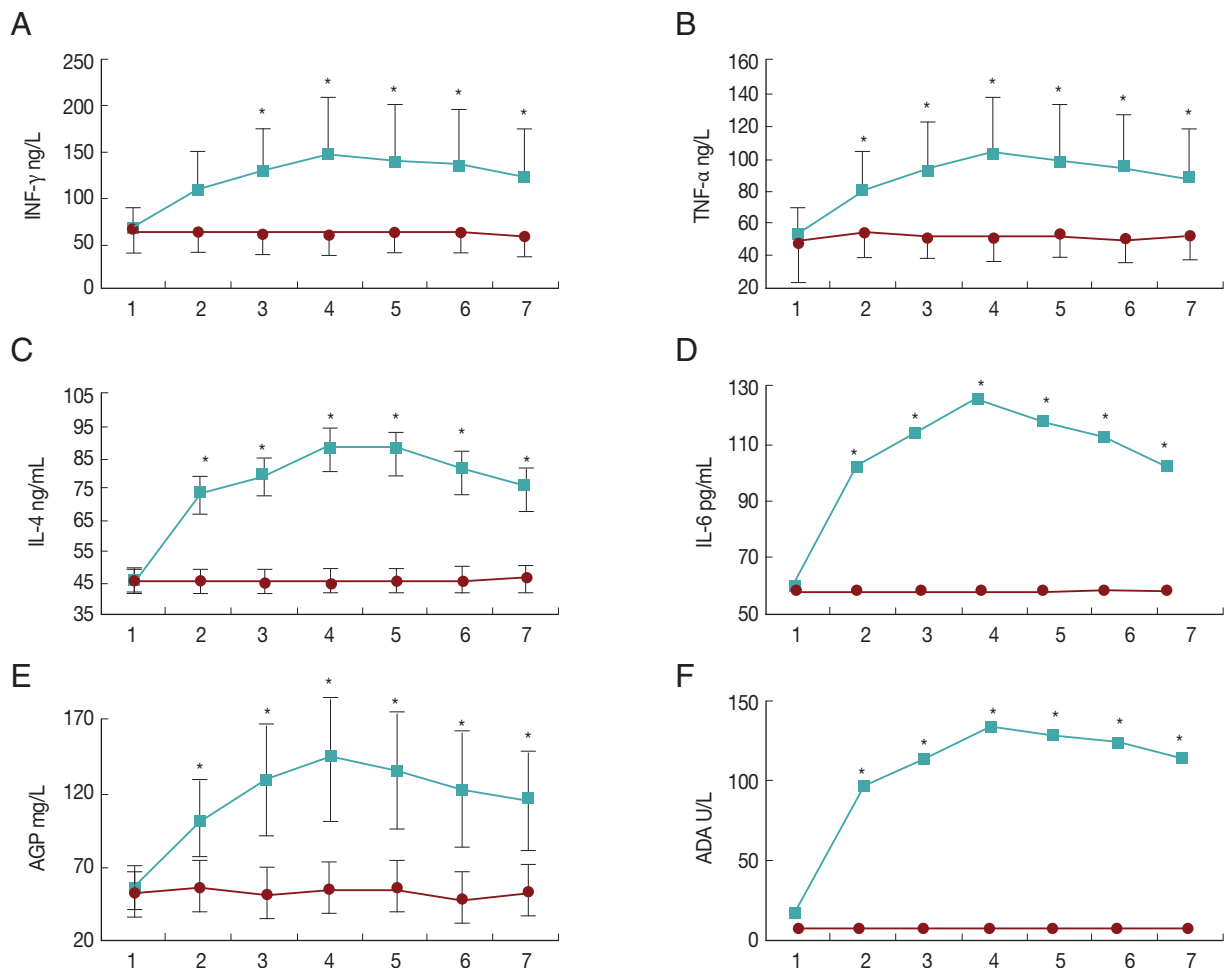 A
INF-γ ng/L
250
200
150
100
50
0
* * * * *
1 2 3 4 5 6 7
B
TNF-α ng/L
160
140
120
100
80
60
40
20
* * * * * *
1 2 3 4 5 6 7
C
IL-4 ng/mL
105
95
85
75
65
55
45
35
* * * * * *
1 2 3 4 5 6 7
D
IL-6 pg/mL
130
110
90
70
50
* * * * * *
1 2 3 4 5 6 7
E
AGP mg/L
170
120
70
20
* * * * * *
1 2 3 4 5 6 7
F
ADA U/L
150
100
50
0
* * * * * *
1 2 3 4 5 6 7